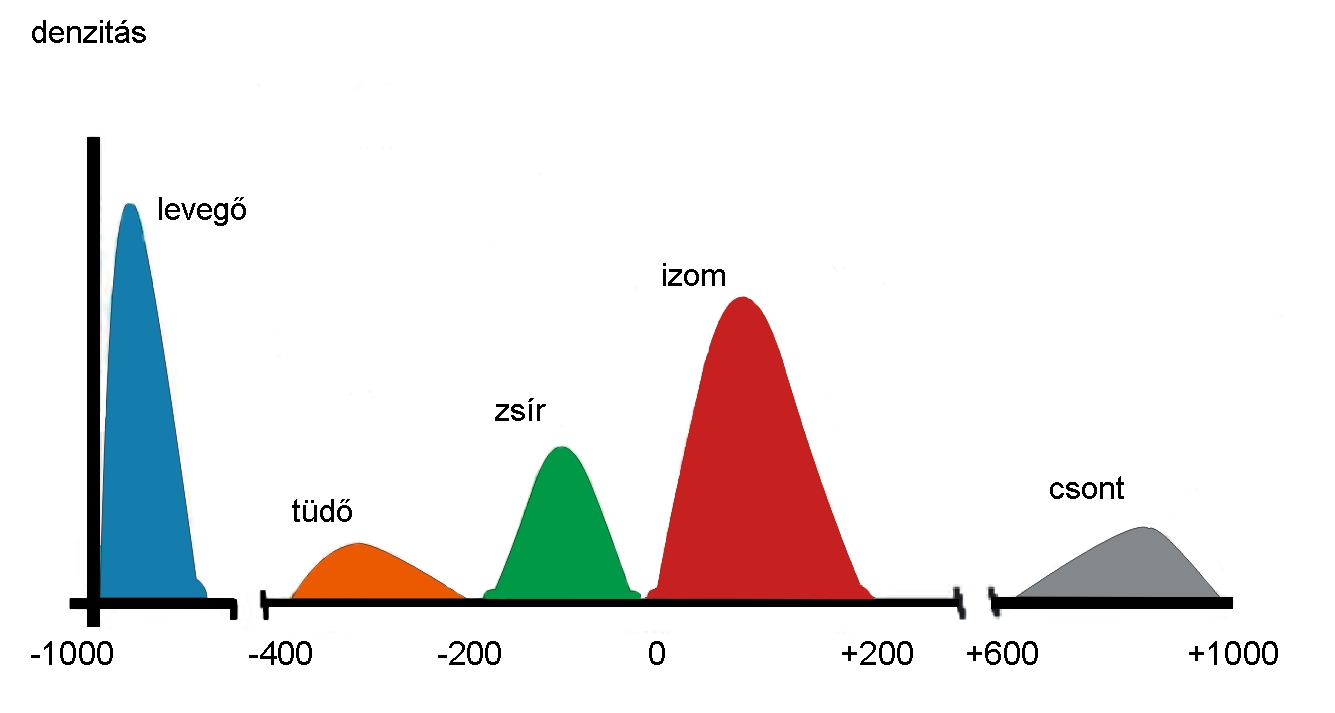 denzitás
levegő
izom
zsír
csont
tüdő
-1000 -400 -200 0 +200 +600 +1000